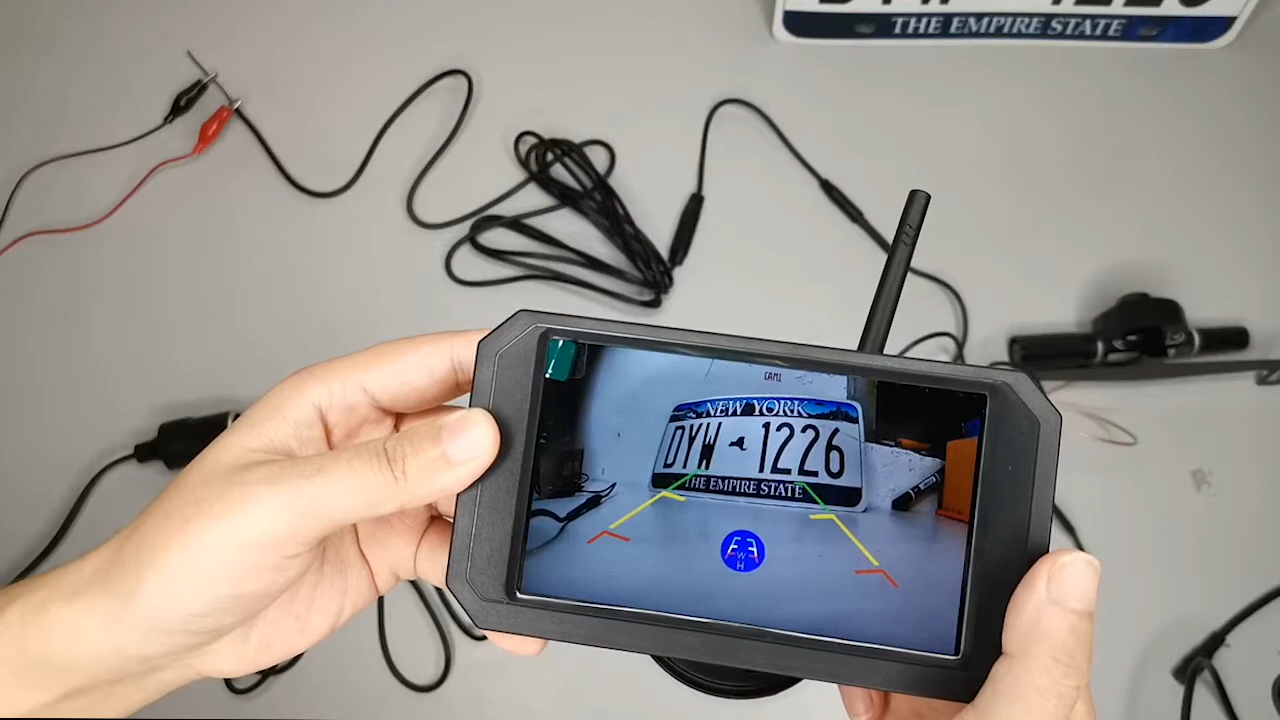 THE EMPIRE STATE
CAM1
NEW YORK
DYW 1226
THE EMPIRE STATE
W
H